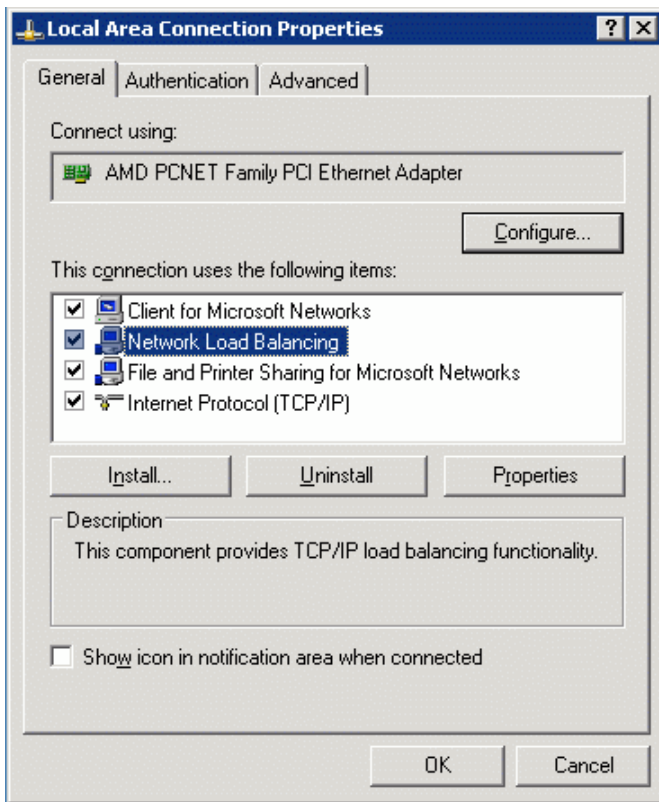 Local Area Connection Properties
General Authentication Advanced
Connect using:
AMD PCNET Family PCI Ethernet Adapter
Configure...
This connection uses the following items:
Client for Microsoft Networks
Network Load Balancing
File and Printer Sharing for Microsoft Networks
Internet Protocol (TCP/IP)
Install... Uninstall Properties
Description
This component provides TCP/IP load balancing functionality.
Show icon in notification area when connected
OK Cancel